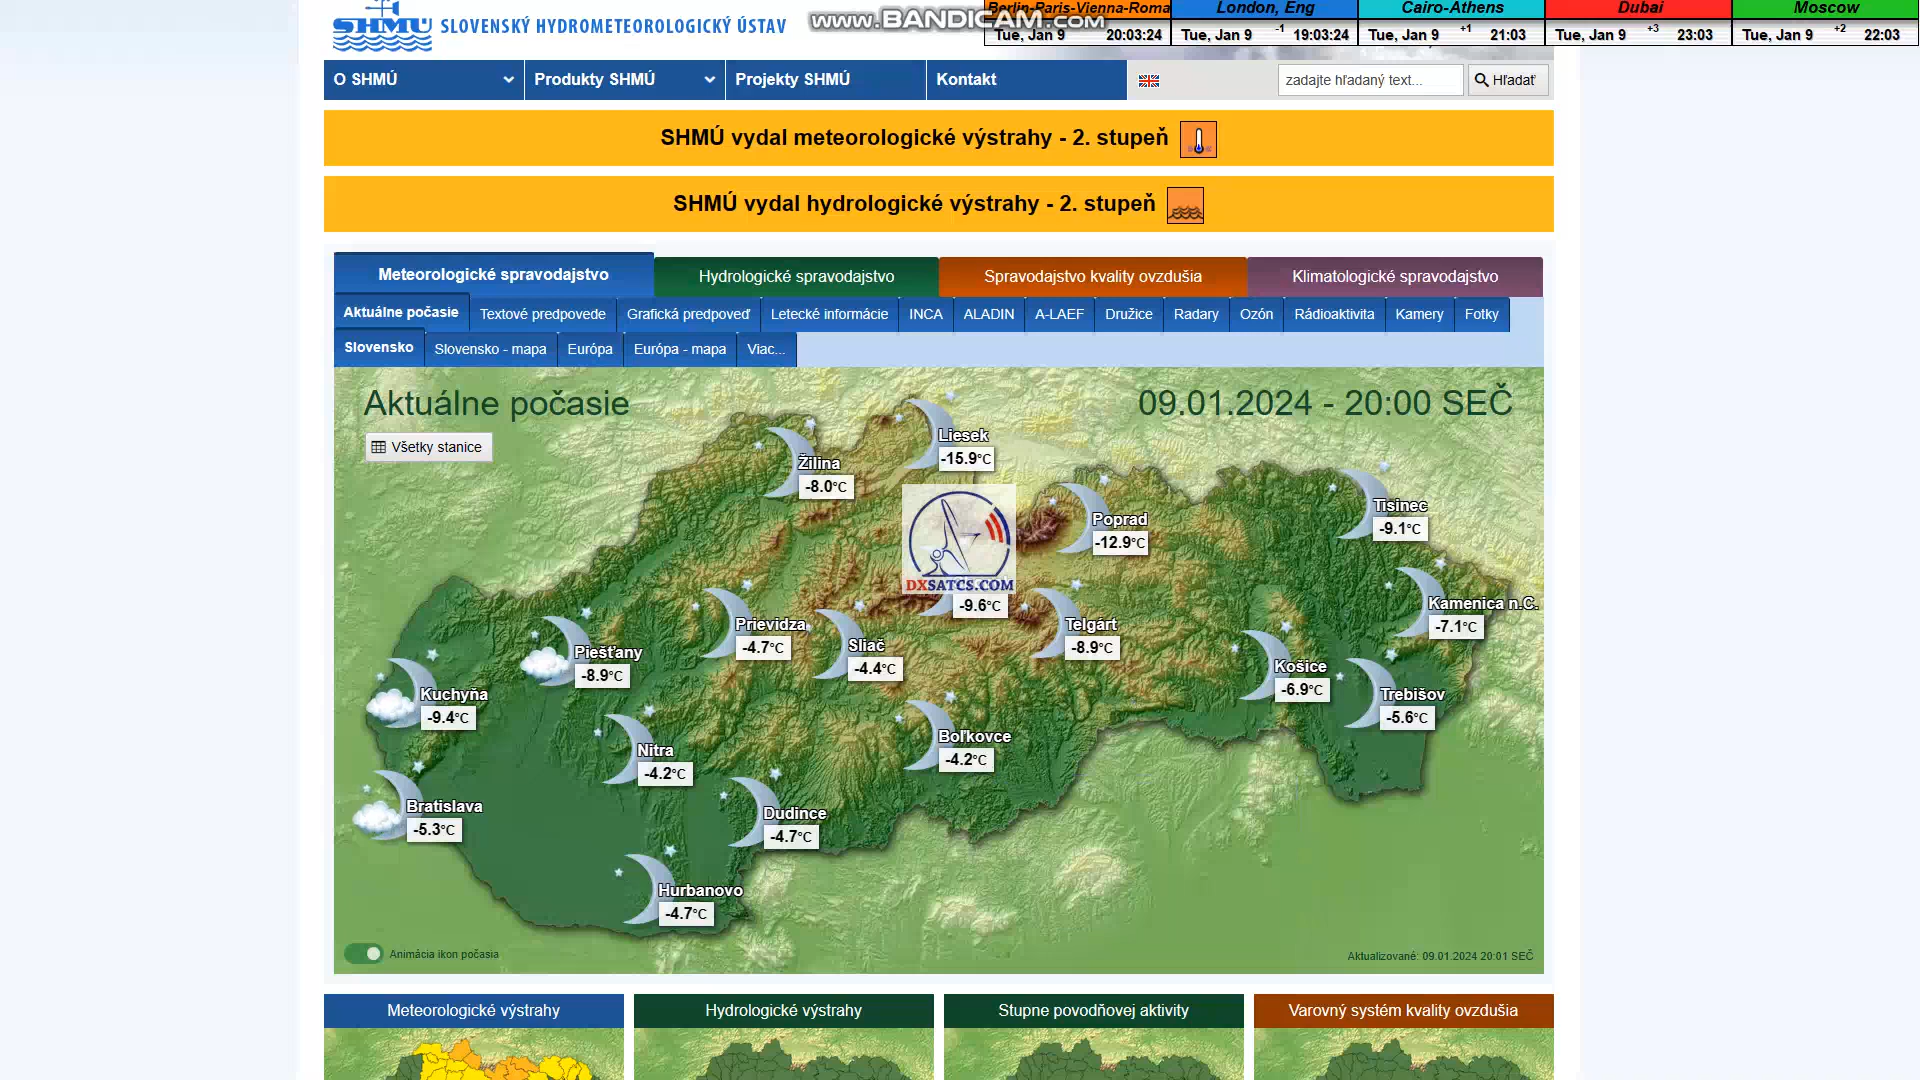 SHMÚ SLOVENSKÝ HYDROMETEOROLOGICKÝ ÚSTAV
www.BANDICAM.com
Berlin-Paris-Vienna-Roma London, Eng Cairo-Athens Dubai Moscow
Tue, Jan 9 20:03:24 Tue, Jan 9 -1 19:03:24 Tue, Jan 9 +1 21:03 Tue, Jan 9 +3 23:03 Tue, Jan 9 +2 22:03
O SHMÚ Produkty SHMÚ Projekty SHMÚ Kontakt zadajte hľadaný text... Hľadať
SHMÚ vydal meteorologické výstrahy - 2. stupeň
SHMÚ vydal hydrologické výstrahy - 2. stupeň
Meteorologické spravodajstvo Hydrologické spravodajstvo Spravodajstvo kvality ovzdušia Klimatologické spravodajstvo
Aktuálne počasie Textové predpovede Grafická predpoveď Letecké informácie INCA ALADIN A-LAEF Družice Radary Ozón Rádioaktivita Kamery Fotky
Slovensko Slovensko - mapa Európa Európa - mapa Viac...
Aktuálne počasie 09.01.2024 - 20:00 SEČ
Všetky stanice
Liesek
-15.9°C
Žilina
-8.0°C
Tisinec
-9.1°C
Poprad
-12.9°C
DXSATCS.COM
-9.6°C
Kamenica n.C.
-7.1°C
Prievidza
-4.7°C
Telgárt
-8.9°C
Sliač
-4.4°C
Piešťany
-8.9°C
Košice
-6.9°C
Kuchyňa
-9.4°C
Trebišov
-5.6°C
Boľkovce
-4.2°C
Nitra
-4.2°C
Bratislava
-5.3°C
Dudince
-4.7°C
Hurbanovo
-4.7°C
Animácia ikon počasia Aktualizované: 09.01.2024 20:01 SEČ
Meteorologické výstrahy Hydrologické výstrahy Stupne povodňovej aktivity Varovný systém kvality ovzdušia